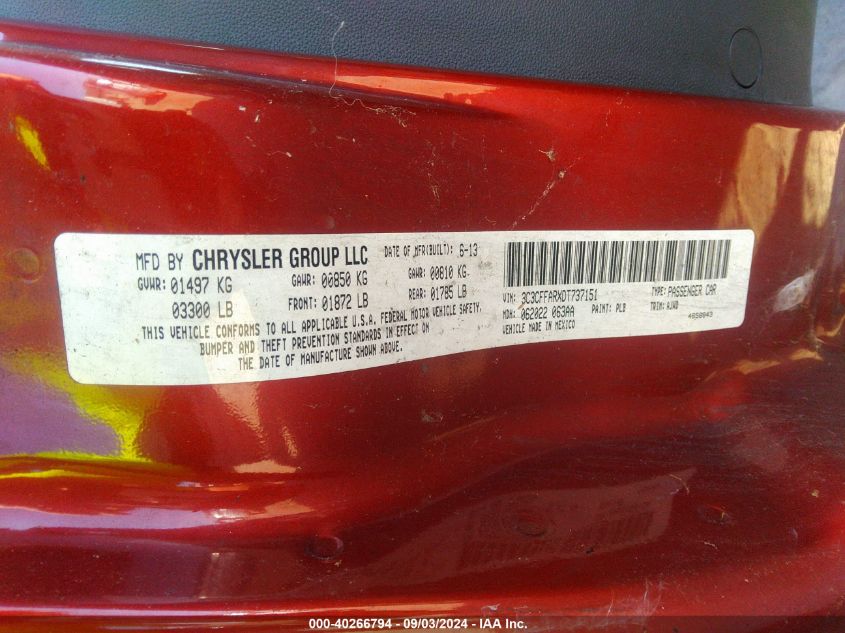 MFD BY CHRYSLER GROUP LLC DATE OF MFR(BUILT): 6-13
GVWR: 01497 KG GAWR: 00850 KG GAWR: 00810 KG
03300 LB FRONT: 01872 LB REAR: 01785 LB
THIS VEHICLE CONFORMS TO ALL APPLICABLE U.S.A. FEDERAL MOTOR VEHICLE SAFETY,
BUMPER AND THEFT PREVENTION STANDARDS IN EFFECT ON
THE DATE OF MANUFACTURE SHOWN ABOVE.
VIN: 3C3CFFARXDT737151 TYPE: PASSENGER CAR
MDH: 062022 063AA PAINT: PLB TRIM: AJW0
VEHICLE MADE IN MEXICO 4658943
000-40266794 - 09/03/2024 - IAA Inc.